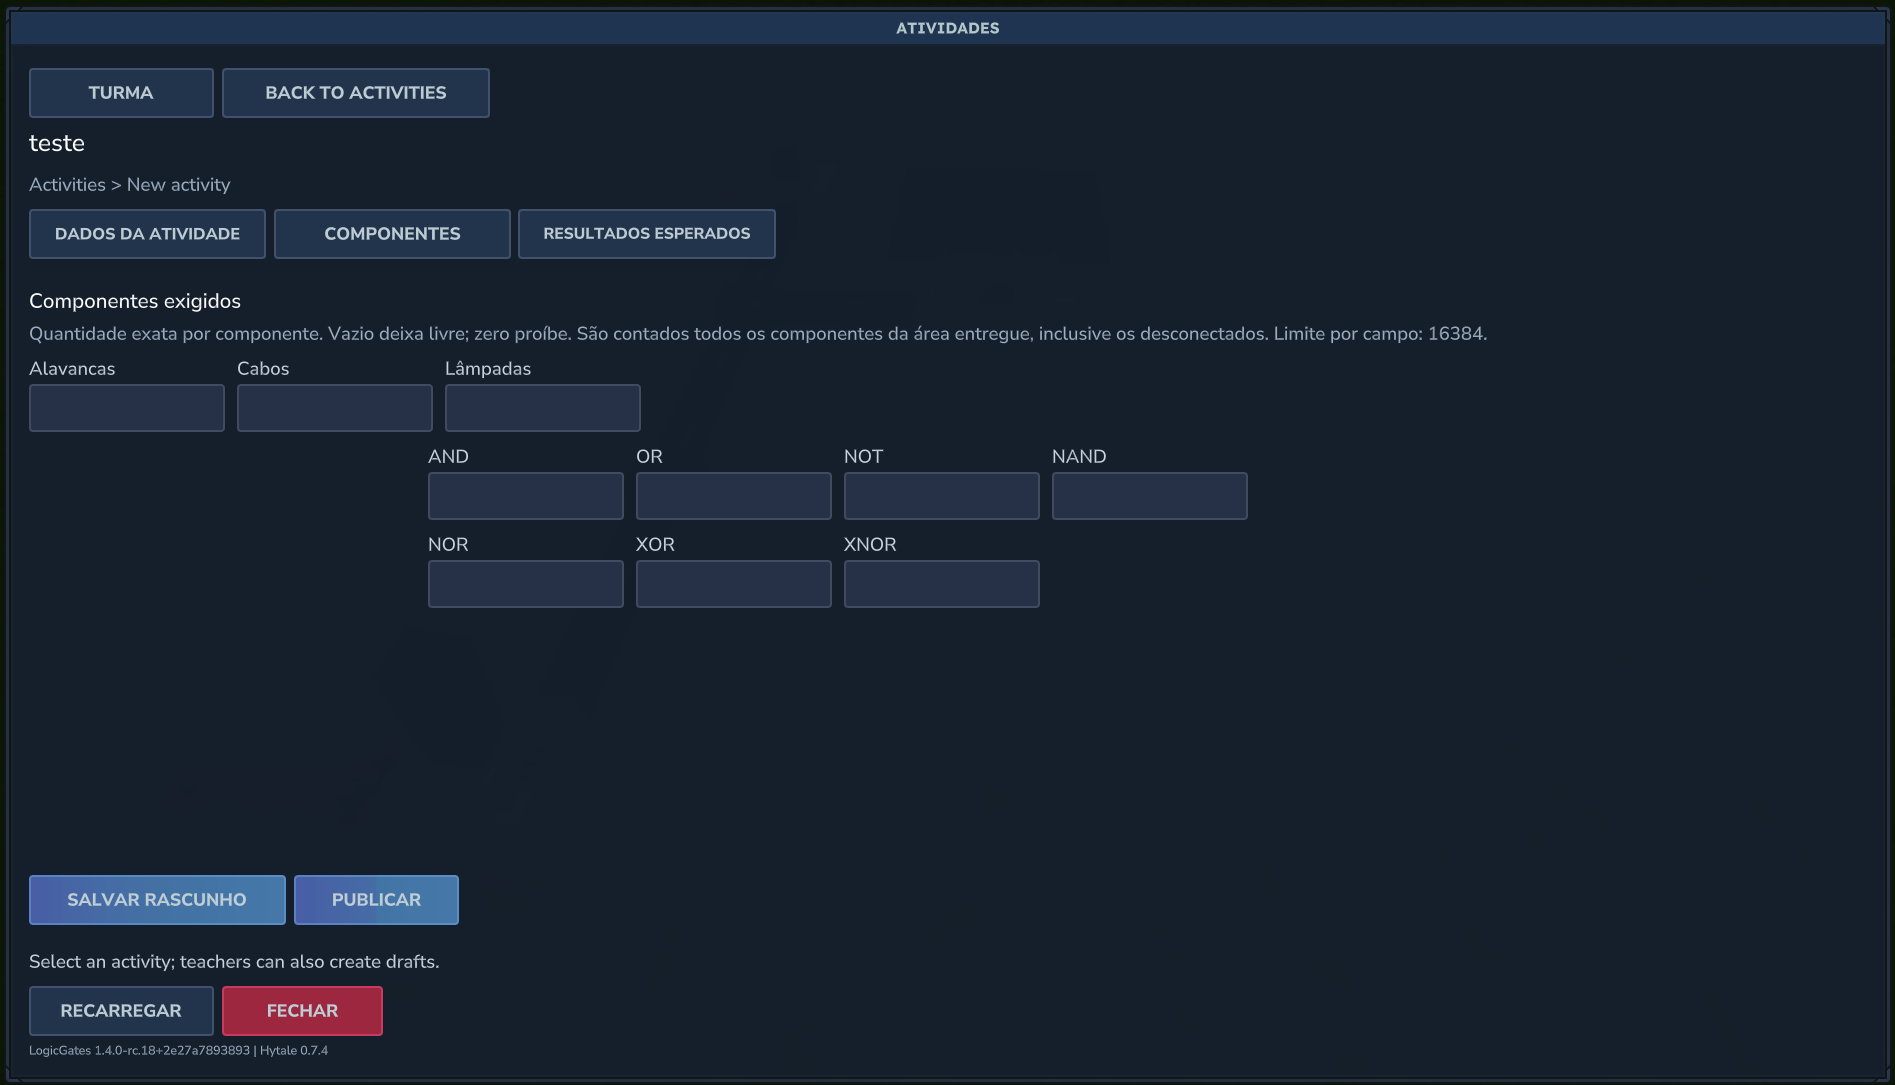 ATIVIDADES
TURMA BACK TO ACTIVITIES
teste
Activities > New activity
DADOS DA ATIVIDADE COMPONENTES RESULTADOS ESPERADOS
Componentes exigidos
Quantidade exata por componente. Vazio deixa livre; zero proíbe. São contados todos os componentes da área entregue, inclusive os desconectados. Limite por campo: 16384.
Alavancas Cabos Lâmpadas
AND OR NOT NAND
NOR XOR XNOR
SALVAR RASCUNHO PUBLICAR
Select an activity; teachers can also create drafts.
RECARREGAR FECHAR
LogicGates 1.4.0-rc.18+2e27a7893893 | Hytale 0.7.4